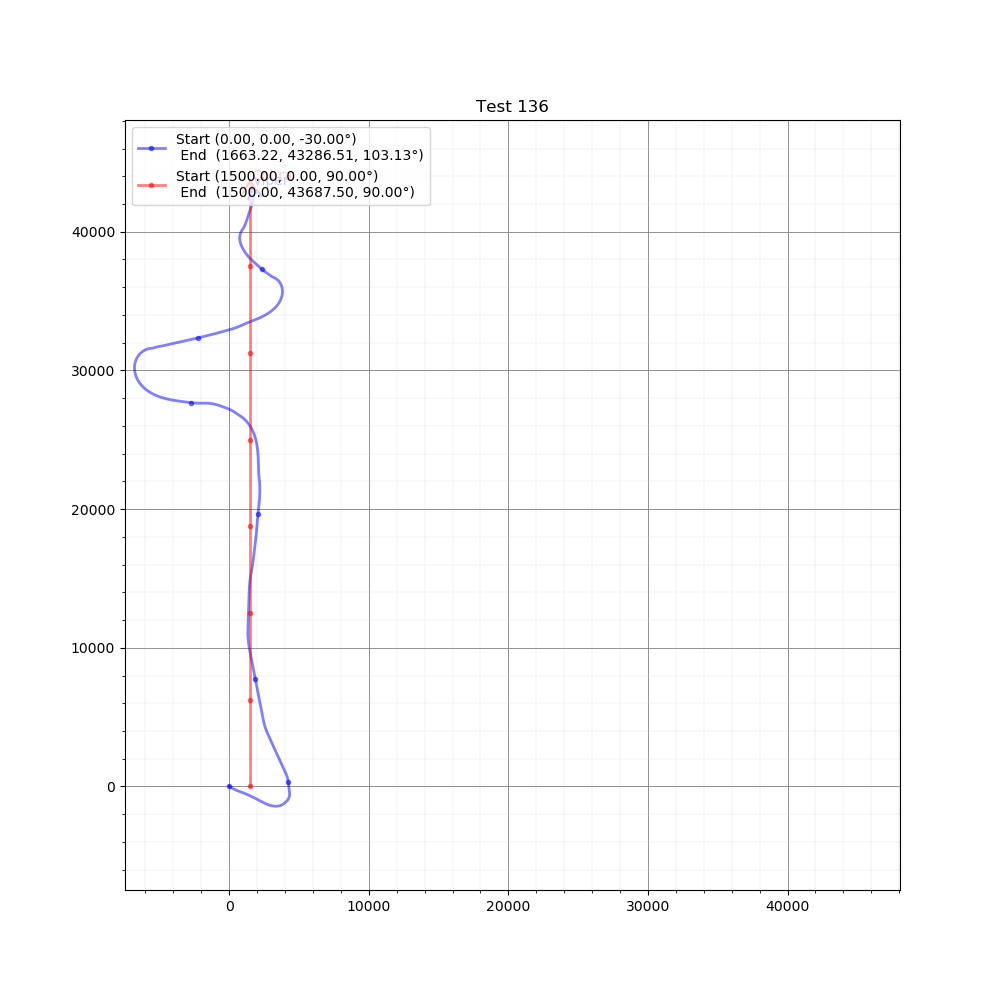 Test 136
Start (0.00, 0.00, -30.00°)
End (1663.22, 43286.51, 103.13°)
Start (1500.00, 0.00, 90.00°)
End (1500.00, 43687.50, 90.00°)
40000
30000
20000
10000
0
0 10000 20000 30000 40000